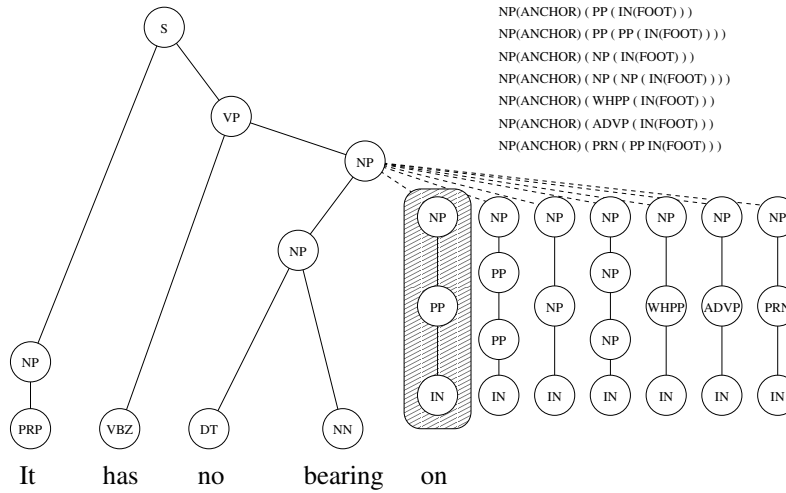 NP(ANCHOR) ( PP ( IN(FOOT) ) )
NP(ANCHOR) ( PP ( PP ( IN(FOOT) ) ) )
NP(ANCHOR) ( NP ( IN(FOOT) ) )
NP(ANCHOR) ( NP ( NP ( IN(FOOT) ) ) )
NP(ANCHOR) ( WHPP ( IN(FOOT) ) )
NP(ANCHOR) ( ADVP ( IN(FOOT) ) )
NP(ANCHOR) ( PRN ( PP IN(FOOT) ) )
S
VP
NP
NP NP NP NP NP NP NP
NP
PP NP
PP NP WHPP ADVP PRN
PP NP
NP
IN IN IN IN IN IN IN
PRP VBZ DT NN
It has no bearing on